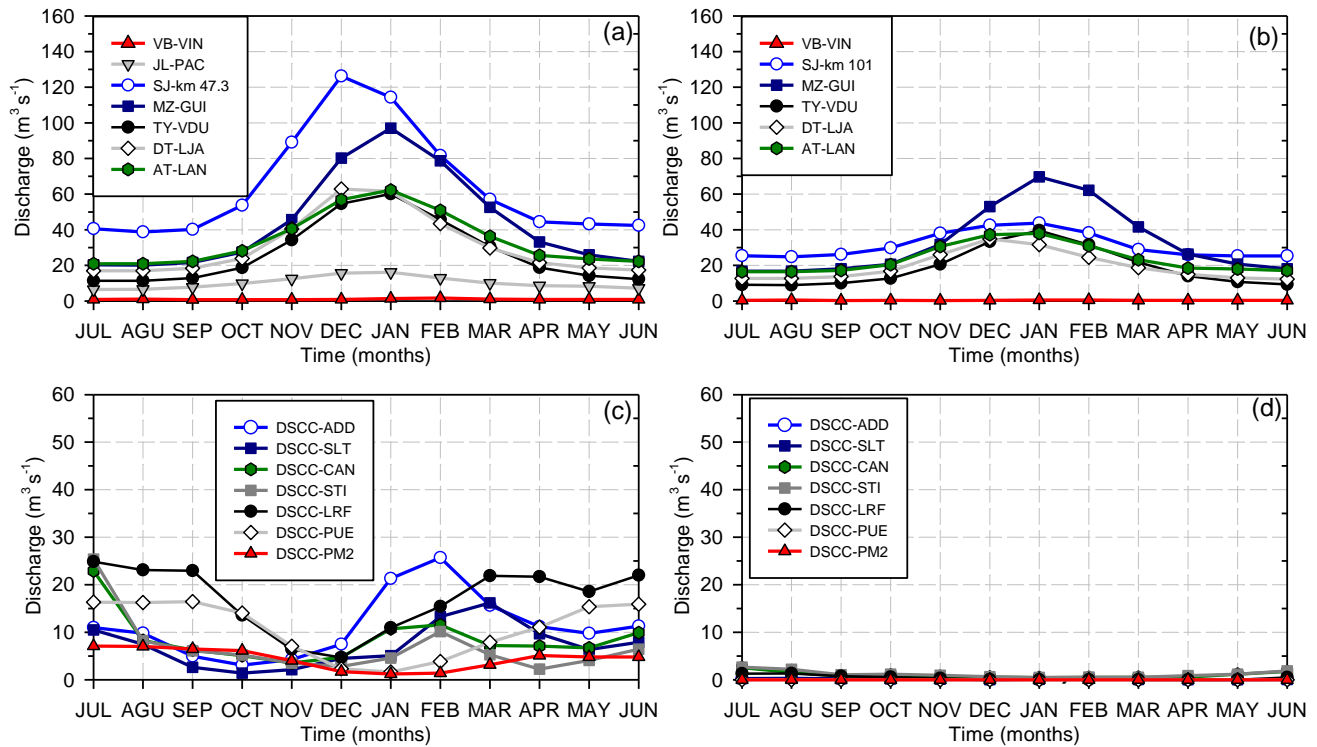 (a)
160
140
120
100
80
60
40
20
0
Discharge (m³ s⁻¹)
VB-VIN
JL-PAC
SJ-km 47.3
MZ-GUI
TY-VDU
DT-LJA
AT-LAN
JUL AGU SEP OCT NOV DEC JAN FEB MAR APR MAY JUN
Time (months)
(b)
160
140
120
100
80
60
40
20
0
Discharge (m³ s⁻¹)
VB-VIN
SJ-km 101
MZ-GUI
TY-VDU
DT-LJA
AT-LAN
JUL AGU SEP OCT NOV DEC JAN FEB MAR APR MAY JUN
Time (months)
(c)
60
50
40
30
20
10
0
Discharge (m³ s⁻¹)
DSCC-ADD
DSCC-SLT
DSCC-CAN
DSCC-STI
DSCC-LRF
DSCC-PUE
DSCC-PM2
JUL AGU SEP OCT NOV DEC JAN FEB MAR APR MAY JUN
Time (months)
(d)
60
50
40
30
20
10
0
Discharge (m³ s⁻¹)
DSCC-ADD
DSCC-SLT
DSCC-CAN
DSCC-STI
DSCC-LRF
DSCC-PUE
DSCC-PM2
JUL AGU SEP OCT NOV DEC JAN FEB MAR APR MAY JUN
Time (months)